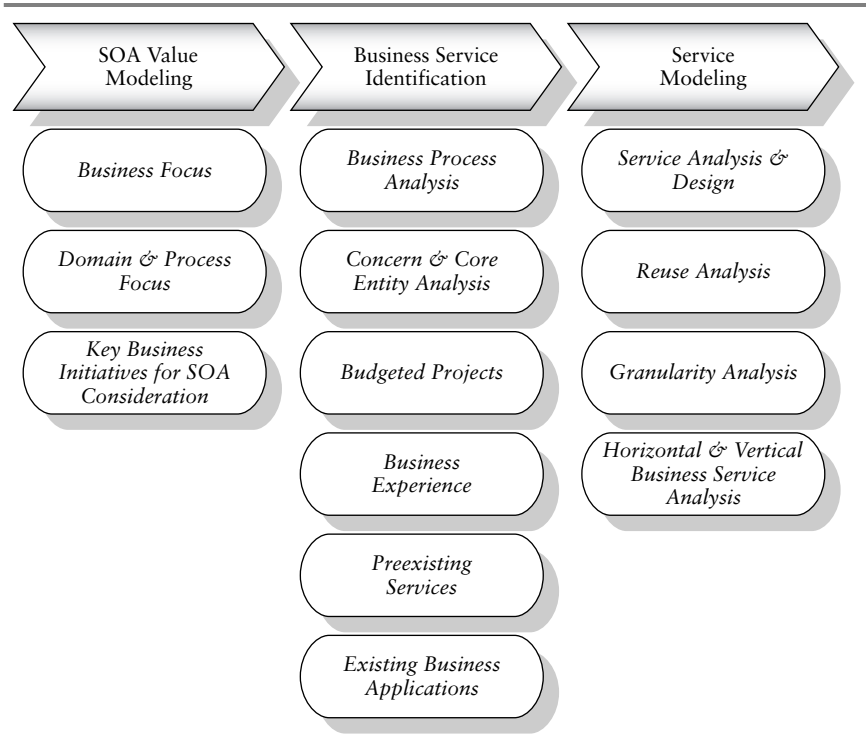 SOA Value
Modeling
Business Service
Identification
Service
Modeling
Business Focus
Domain & Process
Focus
Key Business
Initiatives for SOA
Consideration
Business Process
Analysis
Concern & Core
Entity Analysis
Budgeted Projects
Business
Experience
Preexisting
Services
Existing Business
Applications
Service Analysis &
Design
Reuse Analysis
Granularity Analysis
Horizontal & Vertical
Business Service
Analysis